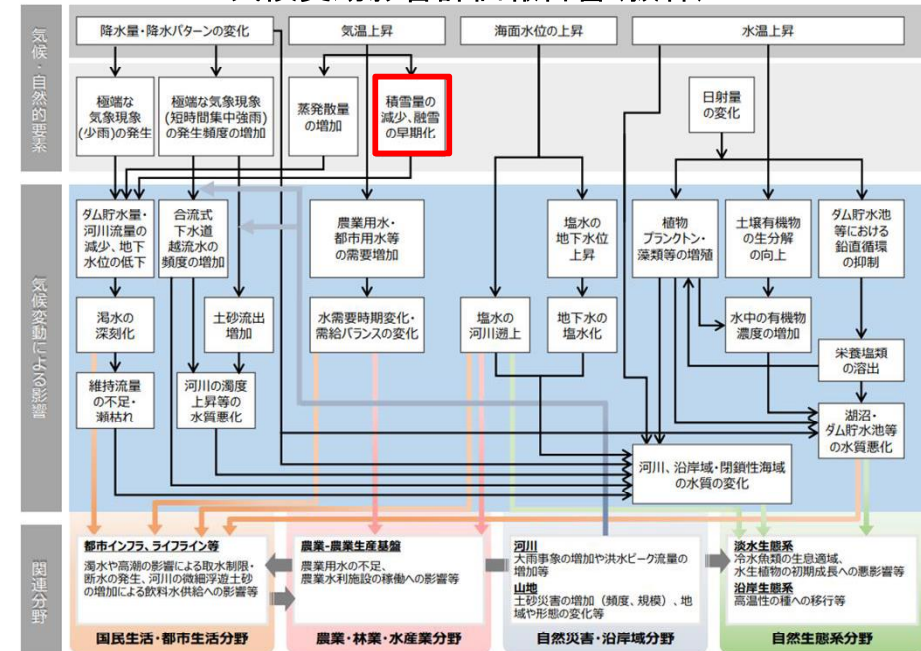 気候・自然的要素
降水量・降水パターンの変化
気温上昇
海面水位の上昇
水温上昇
極端な
気象現象
(少雨)の発生
極端な気象現象
(短時間集中強雨)
の発生頻度の増加
蒸発散量
の増加
積雪量の
減少、融雪
の早期化
日射量
の変化
気候変動による影響
ダム貯水量・
河川流量の
減少、地下
水位の低下
合流式
下水道
越流水の
頻度の増加
農業用水・
都市用水等
の需要増加
塩水の
地下水位
上昇
植物
プランクトン・
藻類等の増殖
土壌有機物
の生分解
の向上
ダム貯水池
等における
鉛直循環
の抑制
渇水の
深刻化
土砂流出
増加
水需要時期変化・
需給バランスの変化
塩水の
河川遡上
地下水の
塩水化
水中の有機物
濃度の増加
栄養塩類
の溶出
維持流量
の不足・
瀬枯れ
河川の濁度
上昇等の
水質悪化
湖沼・
ダム貯水池等
の水質悪化
河川、沿岸域・閉鎖性海域
の水質の変化
関連分野
都市インフラ、ライフライン等
濁水や高潮の影響による取水制限・
断水の発生、河川の微細浮遊土砂
の増加による飲料水供給への影響等
国民生活・都市生活分野
農業-農業生産基盤
農業用水の不足、
農業水利施設の稼働への影響等
農業・林業・水産業分野
河川
大雨事象の増加や洪水ピーク流量の
増加等
山地
土砂災害の増加（頻度、規模）、地
域や形態の変化等
自然災害・沿岸域分野
淡水生態系
冷水魚類の生息適域、
水生植物の初期成長への悪影響等
沿岸生態系
高温性の種への移行等
自然生態系分野